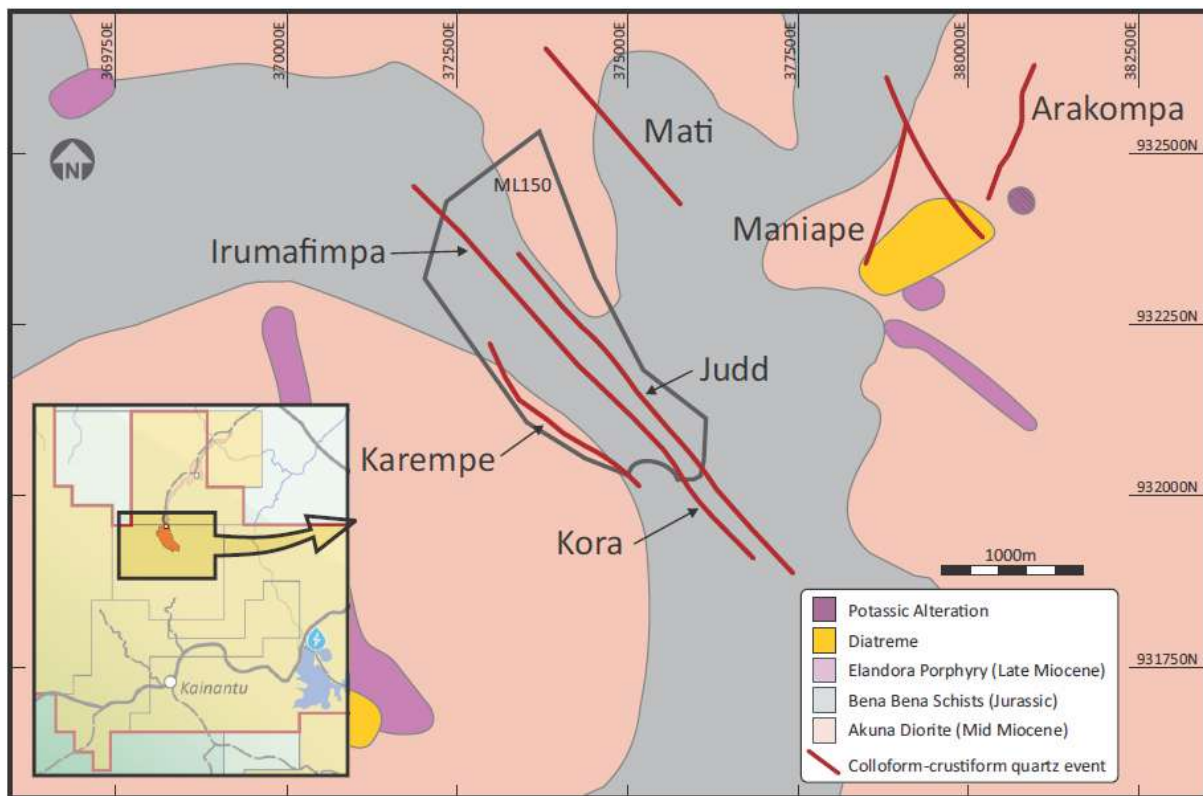 369750E
370000E
372500E
375000E
377500E
380000E
382500E
Arakompa
Mati
932500N
N
ML150
Maniape
Irumafimpa
932250N
Judd
Karempe
932000N
Kora
1000m
Potassic Alteration
Diatreme
Elandora Porphyry (Late Miocene)
931750N
Kainantu
Bena Bena Schists (Jurassic)
Akuna Diorite (Mid Miocene)
Colloform-crustiform quartz event